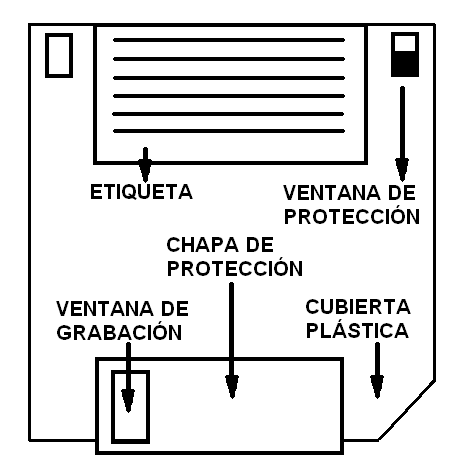 ETIQUETA
VENTANA DE
PROTECCIÓN
CHAPA DE
PROTECCIÓN
VENTANA DE
GRABACIÓN
CUBIERTA
PLÁSTICA